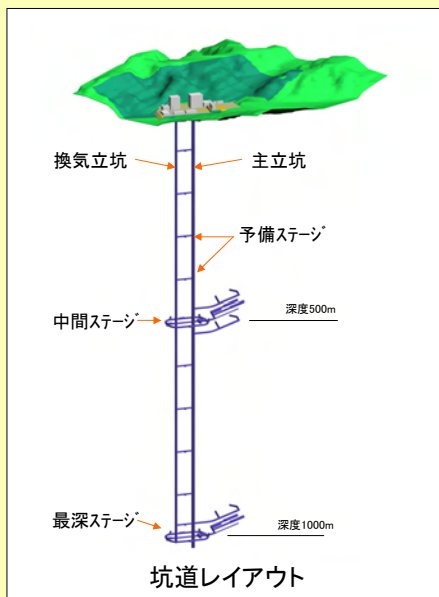 換気立坑
主立坑
予備ステージ
深度500m
中間ステージ
最深ステージ
深度1000m
坑道レイアウト